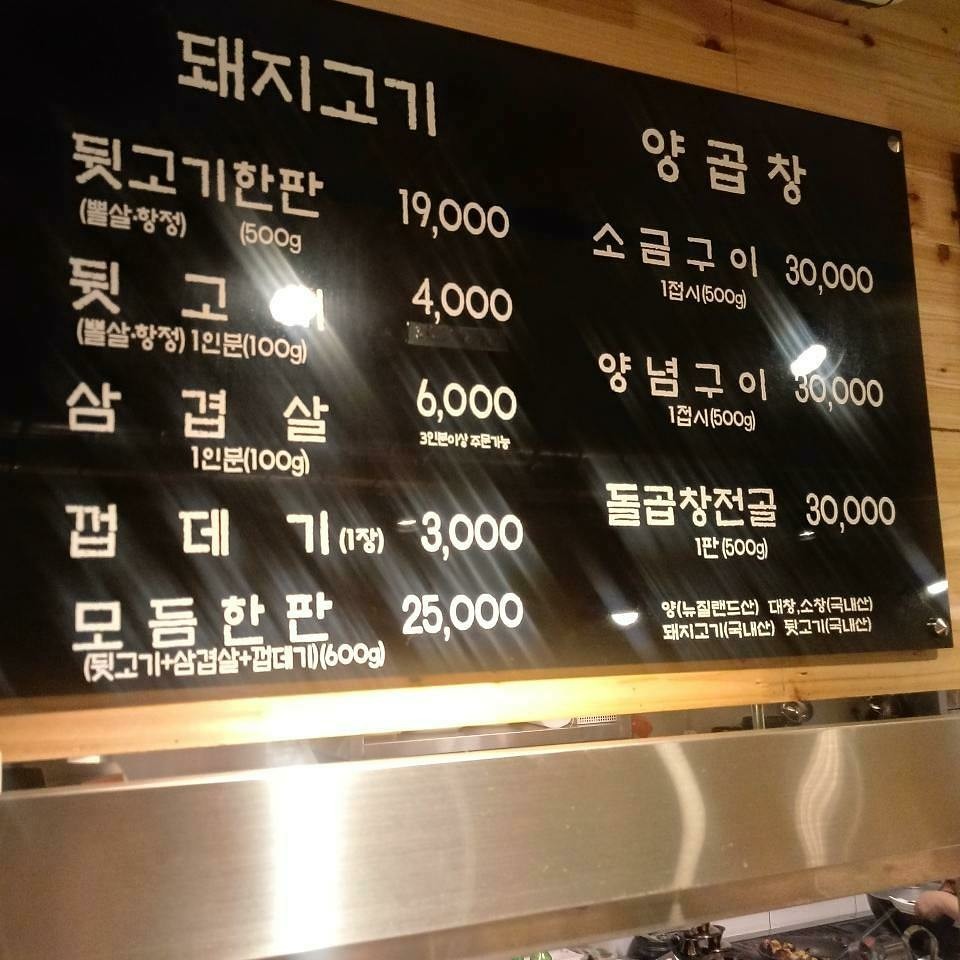 돼지고기
뒷고기한판 19,000
(뽈살·항정) (500g
뒷 고 4,000
(뽈살·항정) 1인분(100g)
삼 겹 살 6,000
1인분(100g) 3인분이상 주문가능
껍 데 기 (1장) 3,000
모 듬 한 판 25,000
(뒷고기+삼겹살+껍데기)(600g)
양 곱 창
소 금 구 이 30,000
1접시(500g)
양 념 구 이 30,000
1접시(500g)
돌곱창전골 30,000
1판(500g)
양(뉴질랜드산) 대창,소창(국내산)
돼지고기(국내산) 뒷고기(국내산)